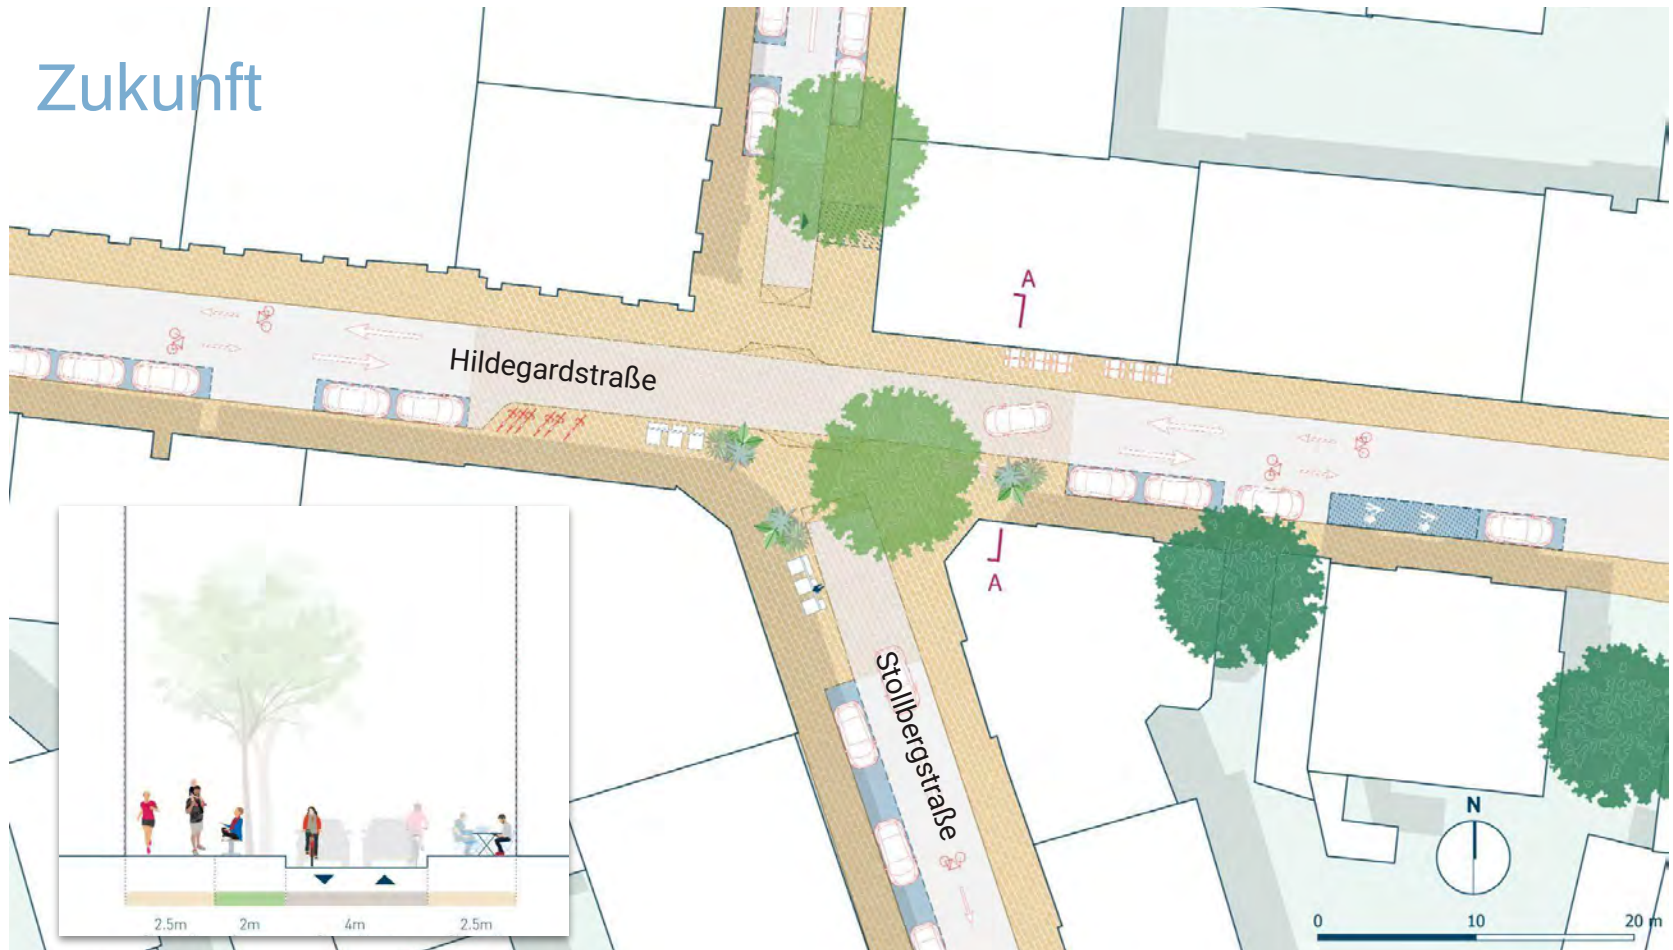 Zukunft
A
Hildegardstraße
A
Stollbergstraße
N
0 10 20 m
2.5m 2m 4m 2.5m